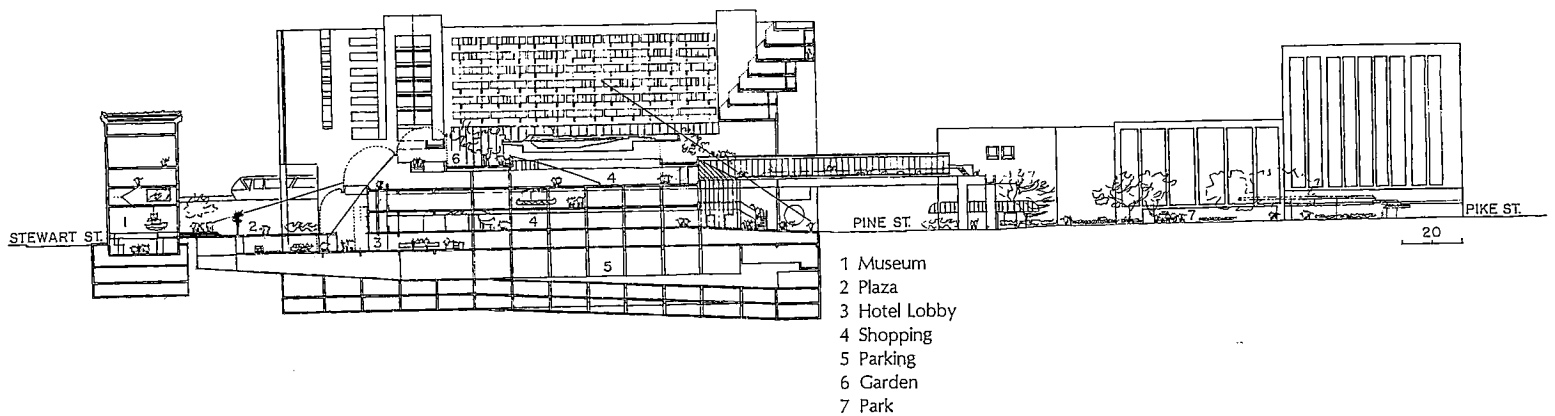 6
4
1
2
4
3
5
7
STEWART ST.
PINE ST.
PIKE ST.
20
1 Museum
2 Plaza
3 Hotel Lobby
4 Shopping
5 Parking
6 Garden
7 Park